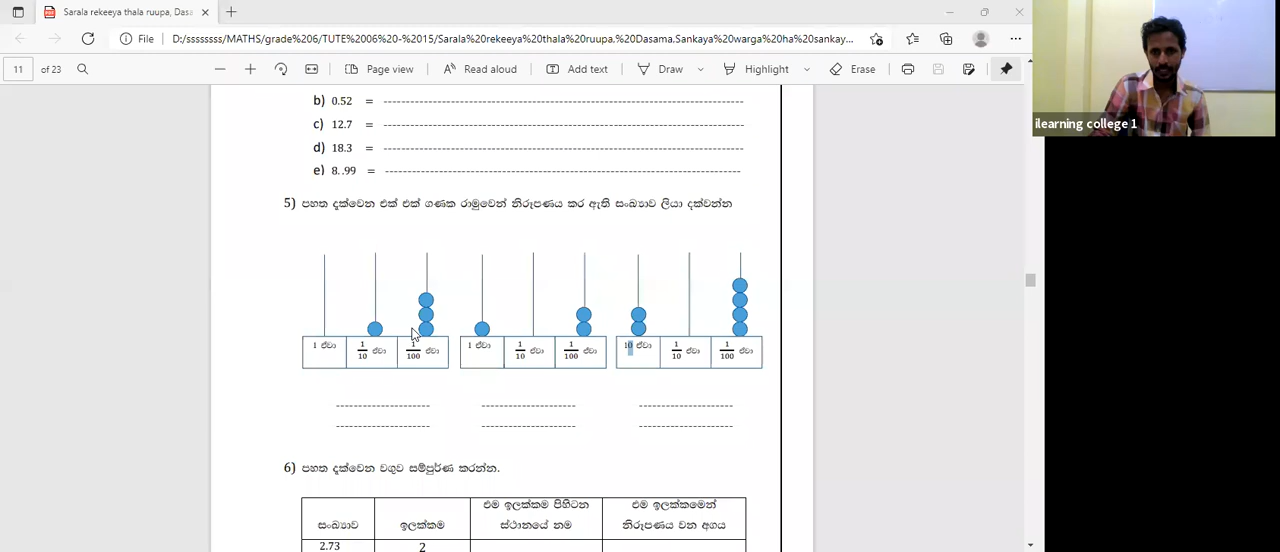 Sarala rekeeya thala ruupa, Dasa
File
D:/ssssssss/MATHS/grade%206/TUTE%2006%20-%2015/Sarala%20rekeeya%20thala%20ruupa.%20Dasama.Sankaya%20warga%20ha%20sankay...
11 of 23
Page view
Read aloud
Add text
Draw
Highlight
Erase
ilearning college 1
b) 0.52 = ------------------------------------------------------------
c) 12.7 = ------------------------------------------------------------
d) 18.3 = ------------------------------------------------------------
e) 8. .99 = ------------------------------------------------------------
5) පහත දැක්වෙන එක් එක් ගණක රාමුවෙන් නිරූපණය කර ඇති සංඛ්‍යාව ලියා දක්වන්න
1 ඒවා 1/10 ඒවා 1/100 ඒවා 1 ඒවා 1/10 ඒවා 1/100 ඒවා 10 ඒවා 1/10 ඒවා 1/100 ඒවා
-------------------- -------------------- --------------------
-------------------- -------------------- --------------------
6) පහත දැක්වෙන වගුව සම්පූර්ණ කරන්න.
සංඛ්‍යාව ඉලක්කම එම ඉලක්කම පිහිටන ස්ථානයේ නම එම ඉලක්කමෙන් නිරූපණය වන අගය
2.73 2